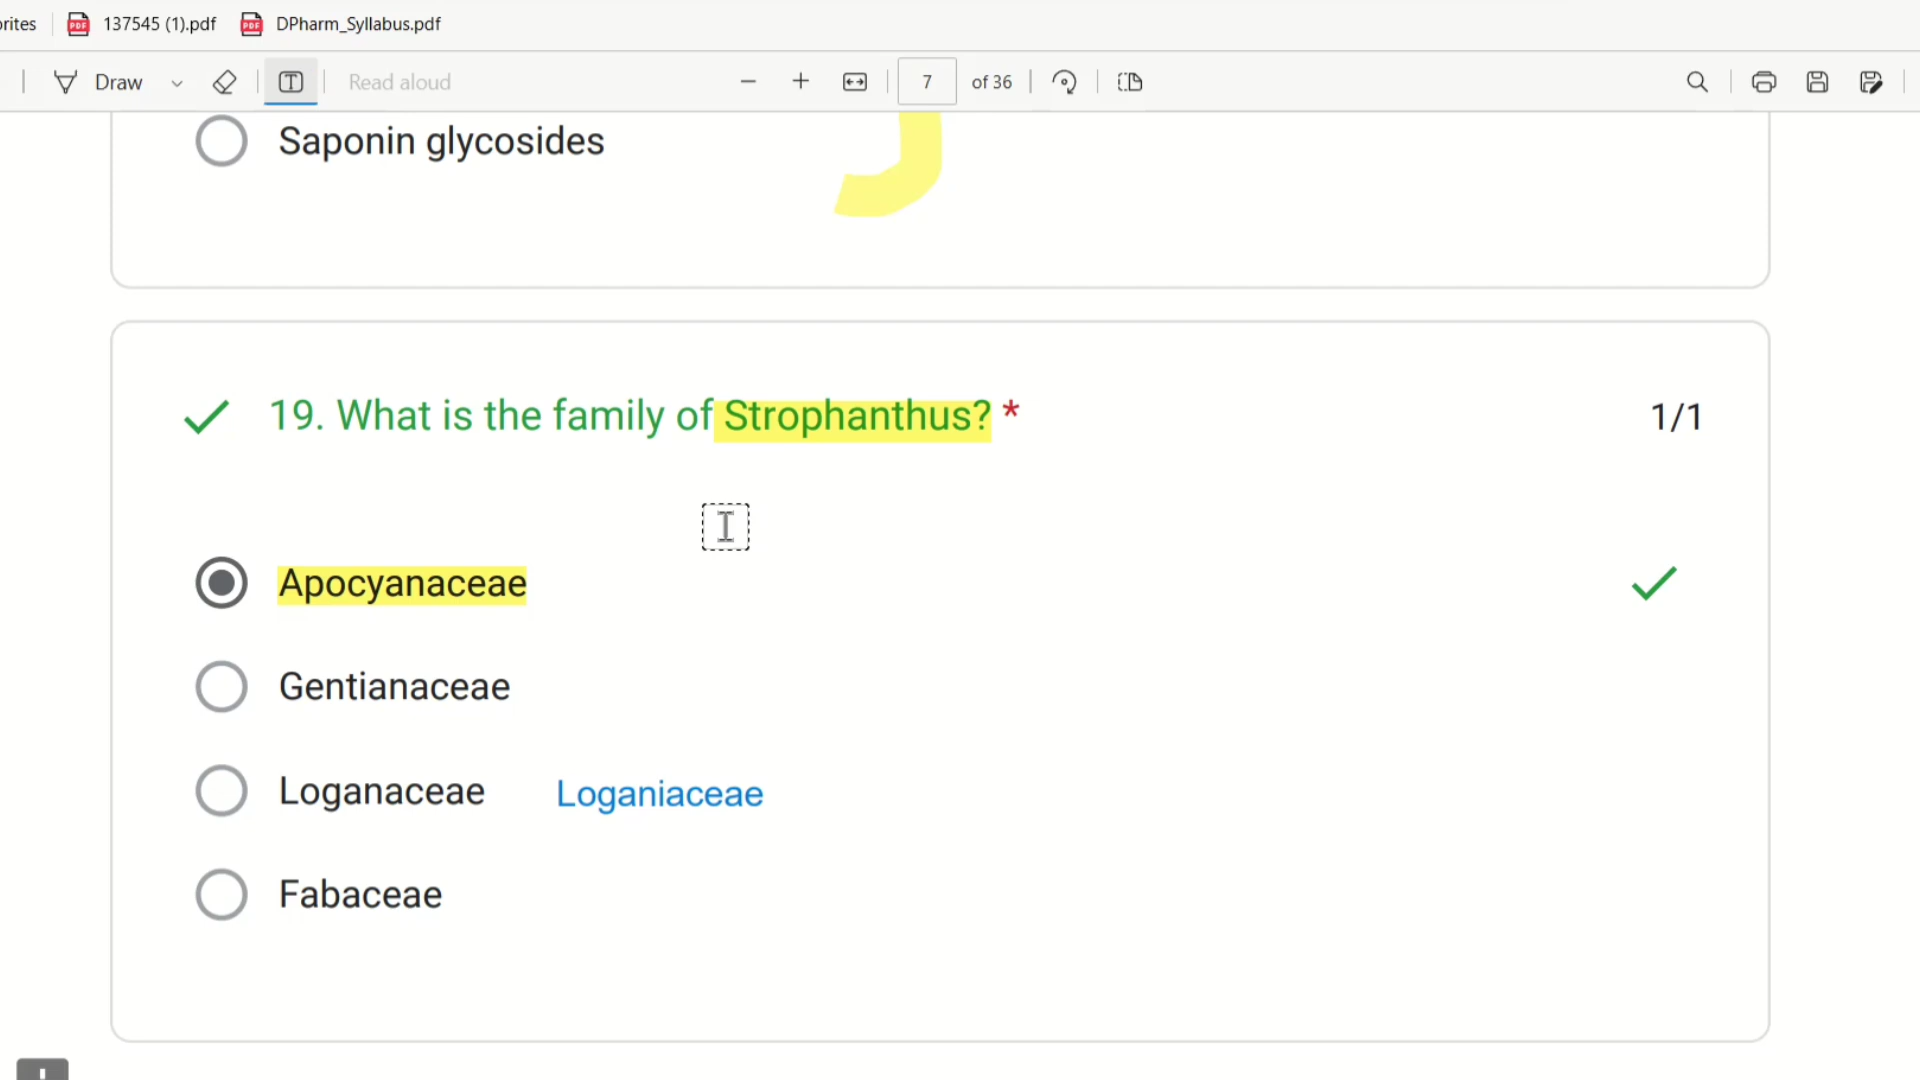 orites 137545 (1).pdf DPharm_Syllabus.pdf
Draw Read aloud 7 of 36
Saponin glycosides
19. What is the family of Strophanthus? * 1/1
Apocyanaceae
Gentianaceae
Loganaceae Loganiaceae
Fabaceae